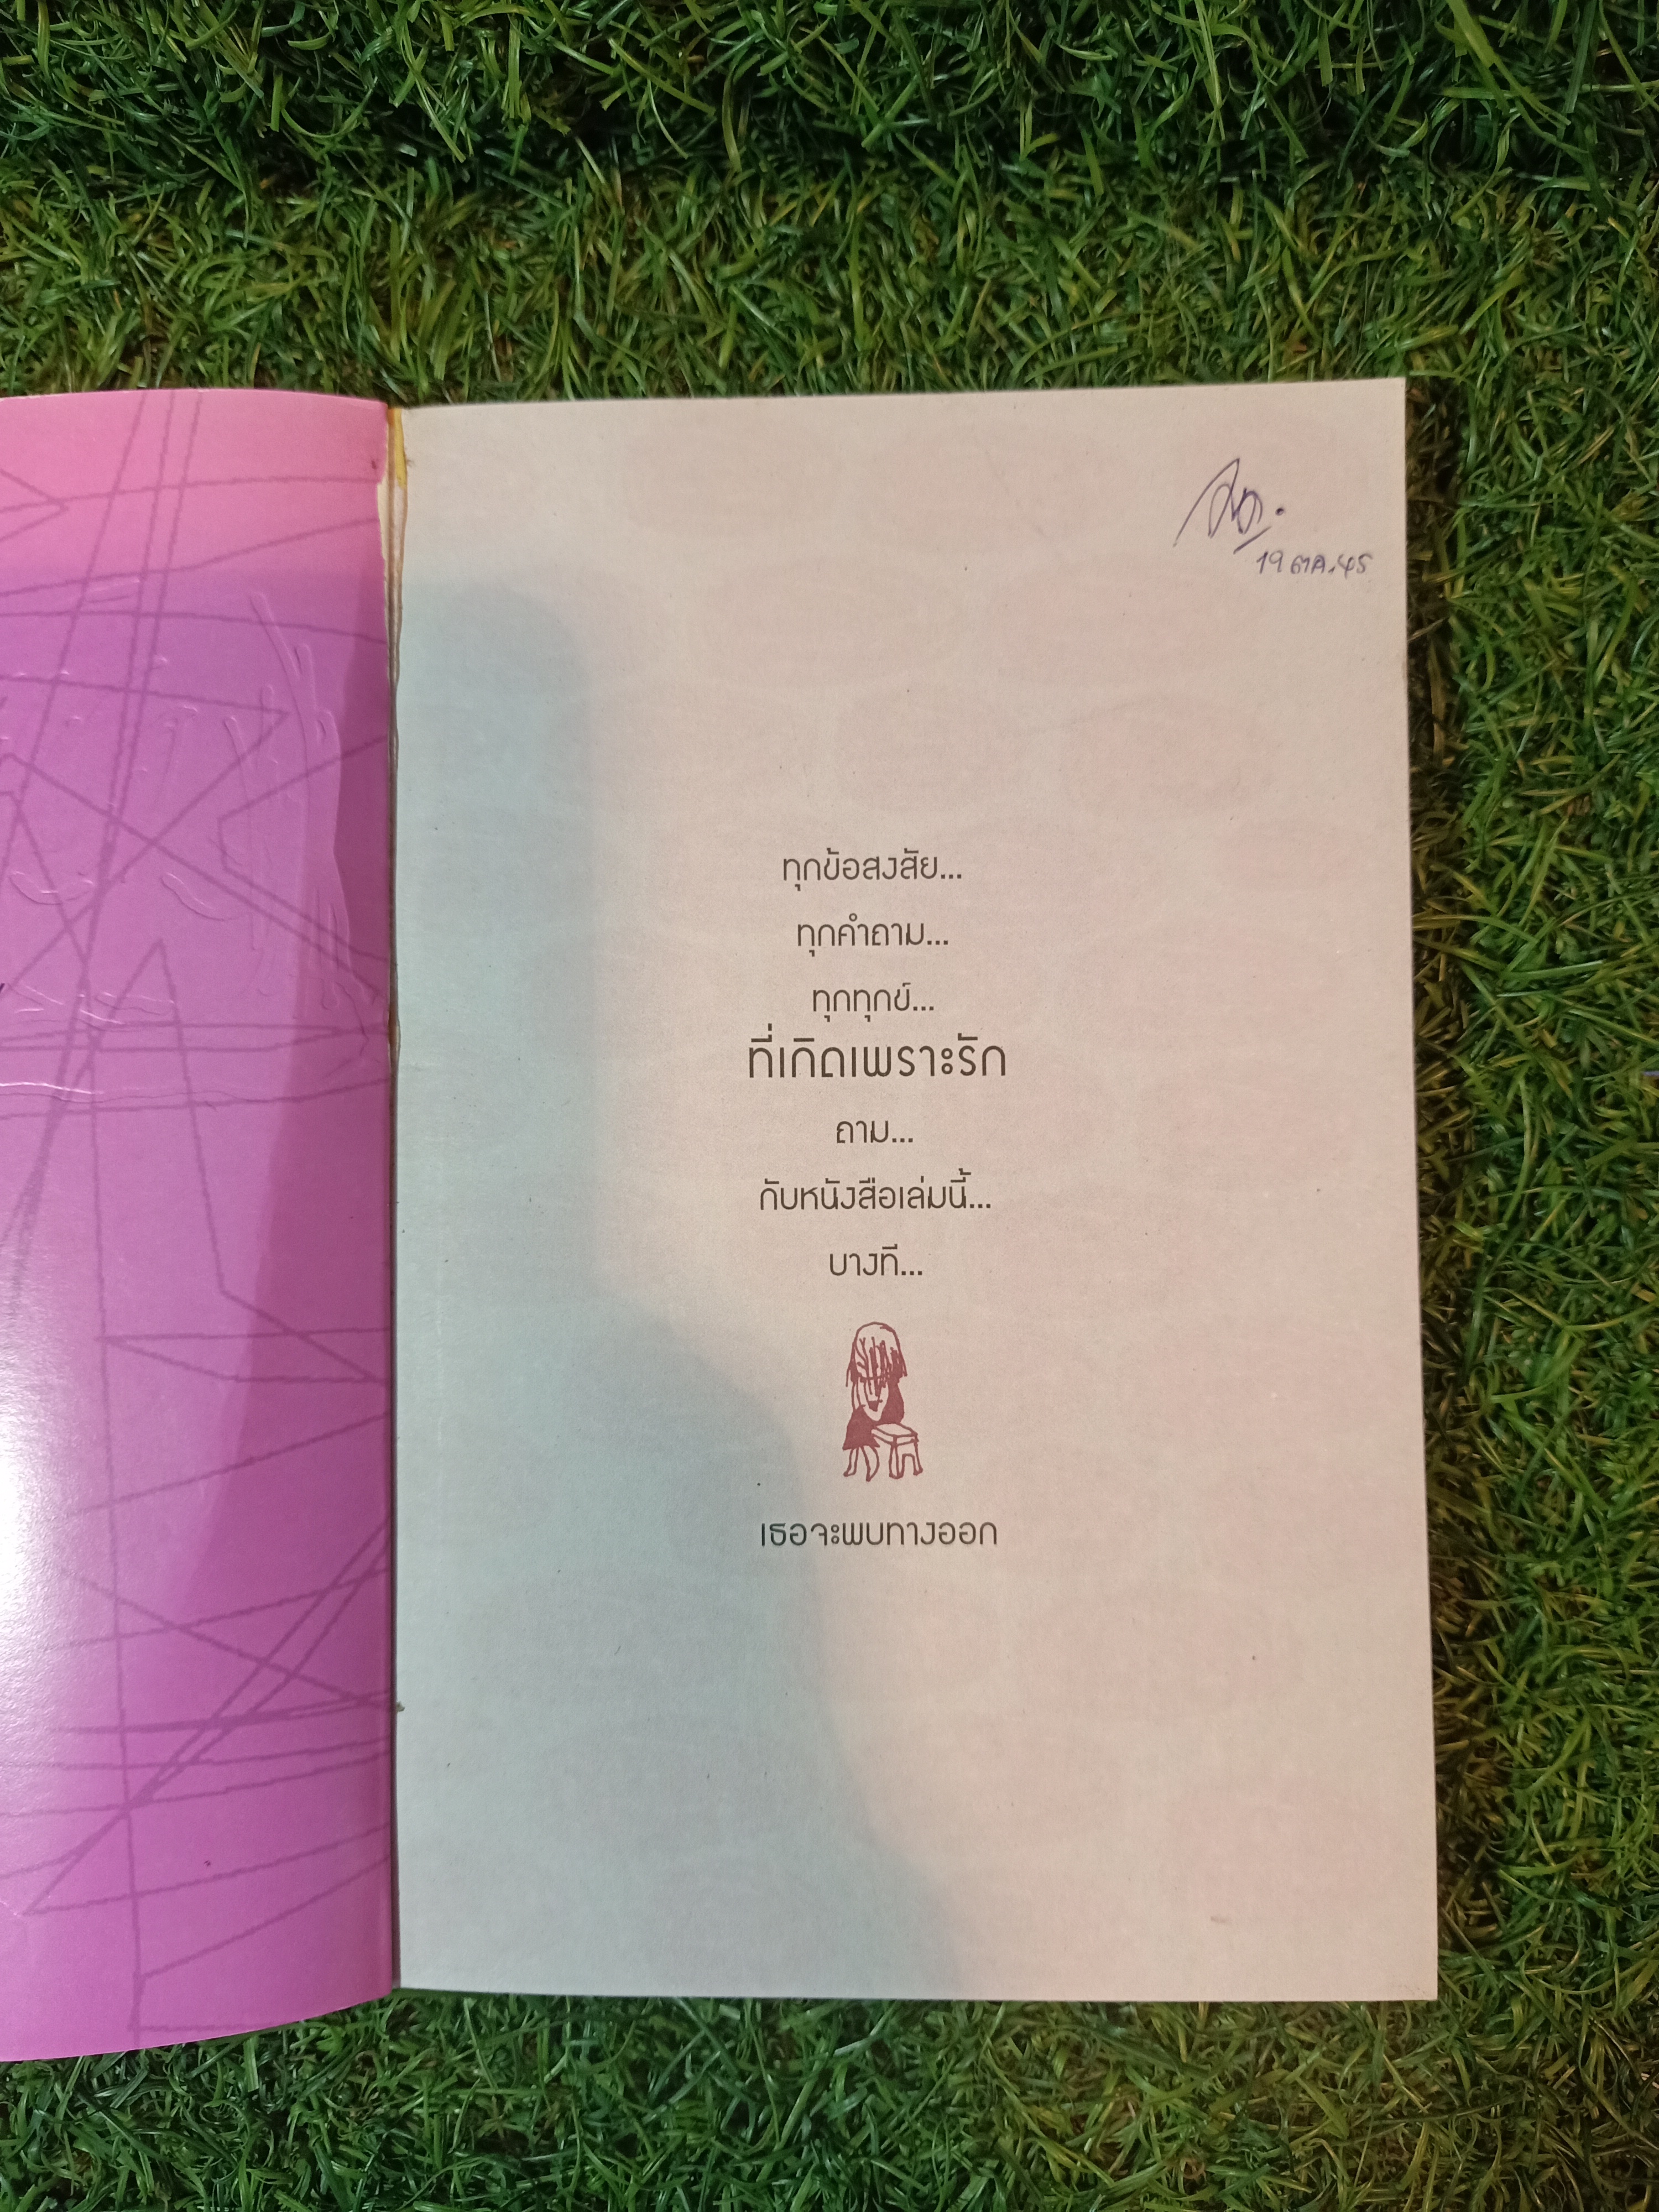 19 ตค.45
ทุกข้อสงสัย...
ทุกคำถาม...
ทุกทุกข์...
ที่เกิดเพราะรัก
ถาม...
กับหนังสือเล่มนี้...
บางที...
เธอจะพบทางออก